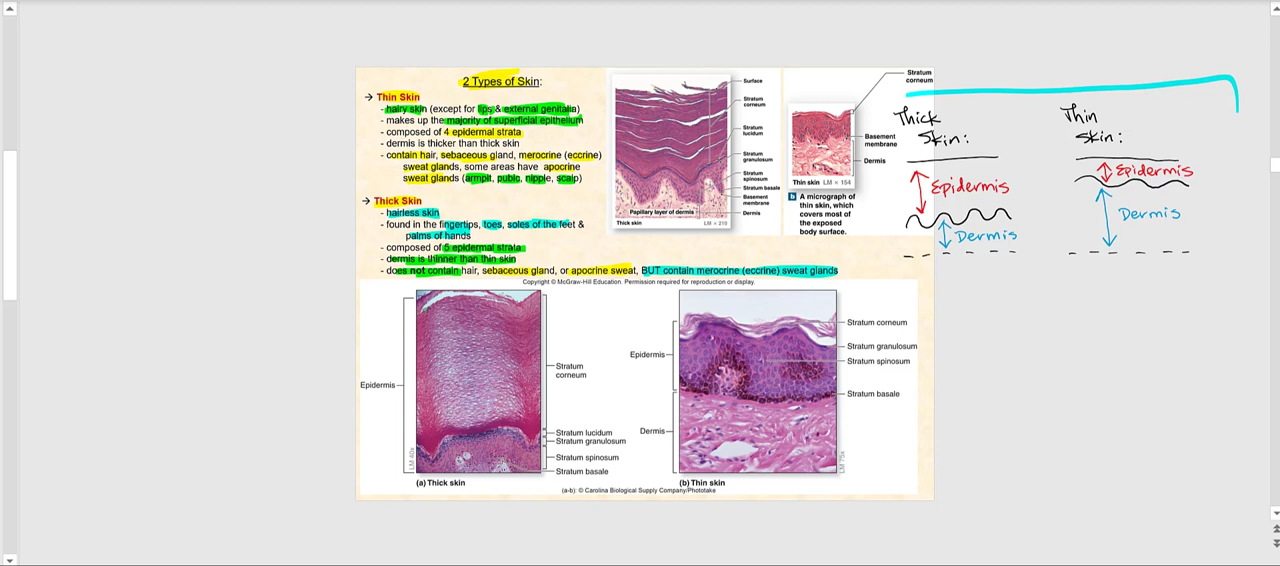 2 Types of Skin:
→ Thin Skin
- hairy skin (except for lips & external genitalia)
- makes up the majority of superficial epithelium
- composed of 4 epidermal strata
- dermis is thicker than thick skin
- contain hair, sebaceous gland, merocrine (eccrine)
sweat glands, some areas have apocrine
sweat glands (armpit, pubic, nipple, scalp)
→ Thick Skin
- hairless skin
- found in the fingertips, toes, soles of the feet &
palms of hands
- composed of 5 epidermal strata
- dermis is thinner than thin skin
- does not contain hair, sebaceous gland, or apocrine sweat, BUT contain merocrine (eccrine) sweat glands
Surface
Stratum
corneum
Stratum
lucidum
Stratum
granulosum
Stratum
spinosum
Stratum basale
Basement
membrane
Dermis
Papillary layer of dermis
Thick skin LM × 210
Stratum
corneum
Basement
membrane
Dermis
Thin skin LM × 154
b A micrograph of
thin skin, which
covers most of
the exposed
body surface.
Thick
Skin:
Epidermis
Dermis
Thin
Skin:
Epidermis
Dermis
Copyright © McGraw-Hill Education. Permission required for reproduction or display.
Epidermis
Stratum
corneum
Stratum lucidum
Stratum granulosum
Stratum spinosum
Stratum basale
LM 40x
(a) Thick skin
Epidermis
Dermis
Stratum corneum
Stratum granulosum
Stratum spinosum
Stratum basale
LM 75x
(b) Thin skin
(a-b): © Carolina Biological Supply Company/Phototake